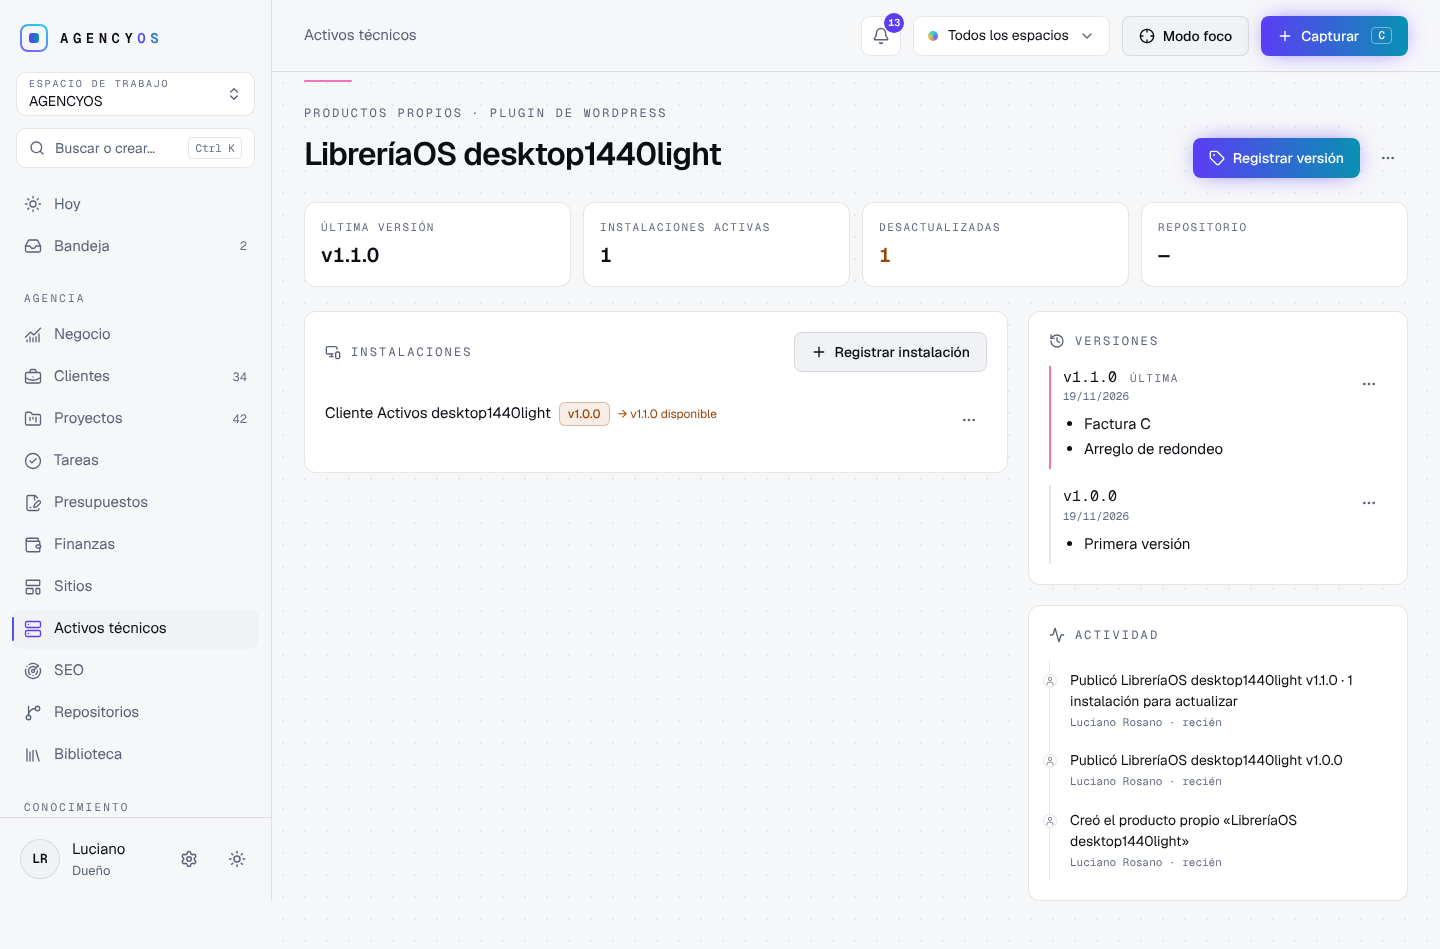 AGENCYOS
ESPACIO DE TRABAJO
AGENCYOS
Buscar o crear... Ctrl K
Hoy
Bandeja 2
AGENCIA
Negocio
Clientes 34
Proyectos 42
Tareas
Presupuestos
Finanzas
Sitios
Activos técnicos
SEO
Repositorios
Biblioteca
CONOCIMIENTO
LR
Luciano
Dueño
Activos técnicos
13
Todos los espacios
Modo foco
Capturar C
PRODUCTOS PROPIOS · PLUGIN DE WORDPRESS
LibreríaOS desktop1440light
Registrar versión
ÚLTIMA VERSIÓN
v1.1.0
INSTALACIONES ACTIVAS
1
DESACTUALIZADAS
1
REPOSITORIO
—
INSTALACIONES
Registrar instalación
Cliente Activos desktop1440light v1.0.0 → v1.1.0 disponible
VERSIONES
v1.1.0 ÚLTIMA
19/11/2026
• Factura C
• Arreglo de redondeo
v1.0.0
19/11/2026
• Primera versión
ACTIVIDAD
Publicó LibreríaOS desktop1440light v1.1.0 · 1
instalación para actualizar
Luciano Rosano · recién
Publicó LibreríaOS desktop1440light v1.0.0
Luciano Rosano · recién
Creó el producto propio «LibreríaOS
desktop1440light»
Luciano Rosano · recién